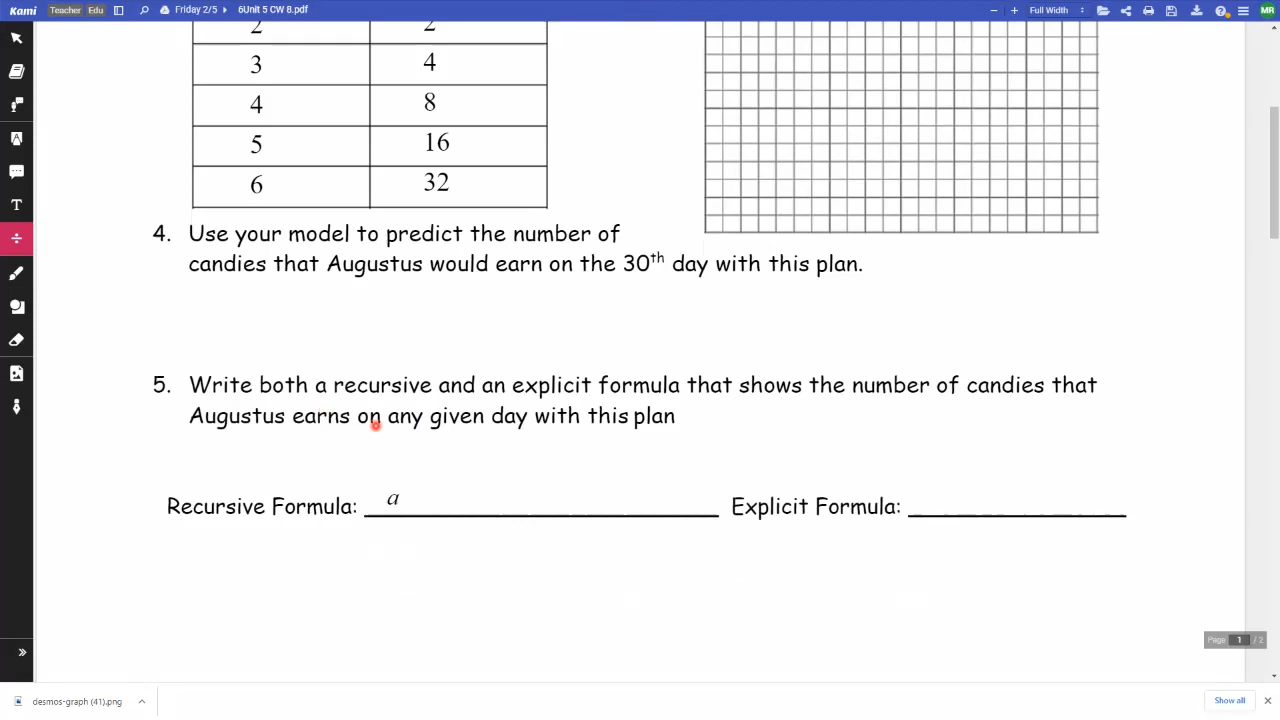 Kami Teacher Edu Friday 2/5 ▸ 6Unit 5 CW 8.pdf − + Full Width MR
2 2
3 4
4 8
5 16
6 32
4. Use your model to predict the number of
candies that Augustus would earn on the 30th day with this plan.
5. Write both a recursive and an explicit formula that shows the number of candies that
Augustus earns on any given day with this plan
Recursive Formula: a Explicit Formula:
Page 1 / 2
desmos-graph (41).png Show all